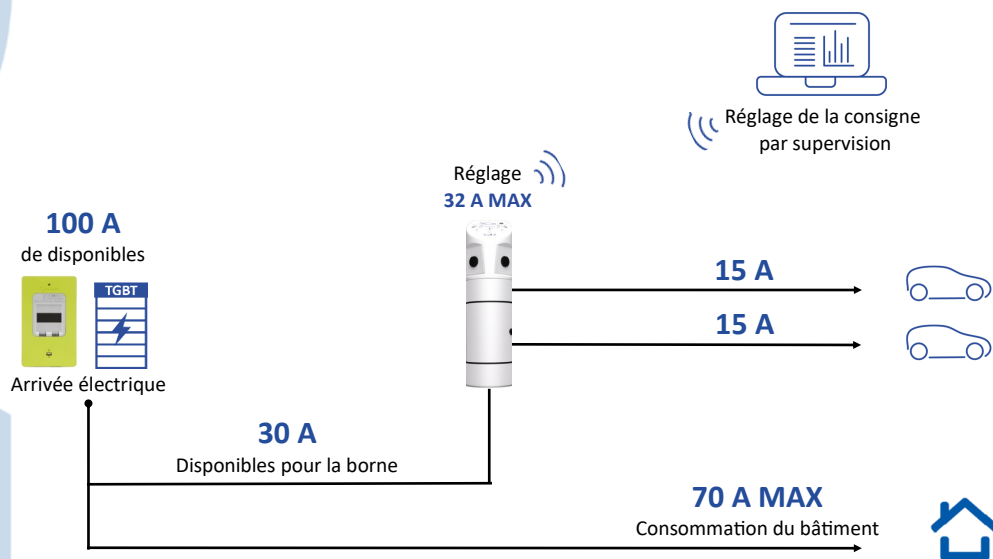 Réglage de la consigne
par supervision
Réglage
32 A MAX
100 A
de disponibles
TGBT
Arrivée électrique
15 A
15 A
30 A
Disponibles pour la borne
70 A MAX
Consommation du bâtiment